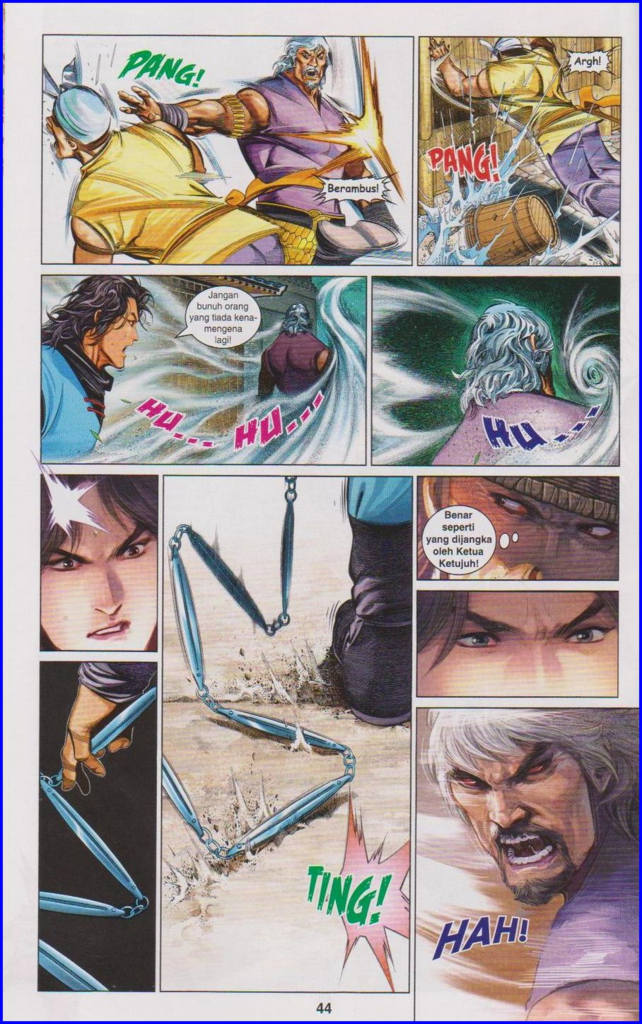 PANG!
Berambus!
Argh!
PANG!
Jangan
bunuh orang
yang tiada kena-
mengena
lagi!
HU... HU...
HU...
Benar
seperti
yang dijangka
oleh Ketua
Ketujuh!
TING!
HAH!
44